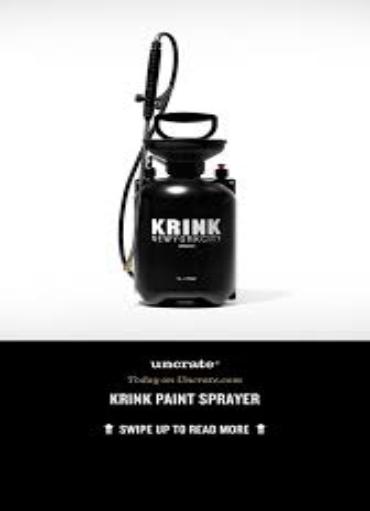 KRINK
NEW YORK CITY
uncrate
Today on Uncrate.com
KRINK PAINT SPRAYER
SWIPE UP TO READ MORE